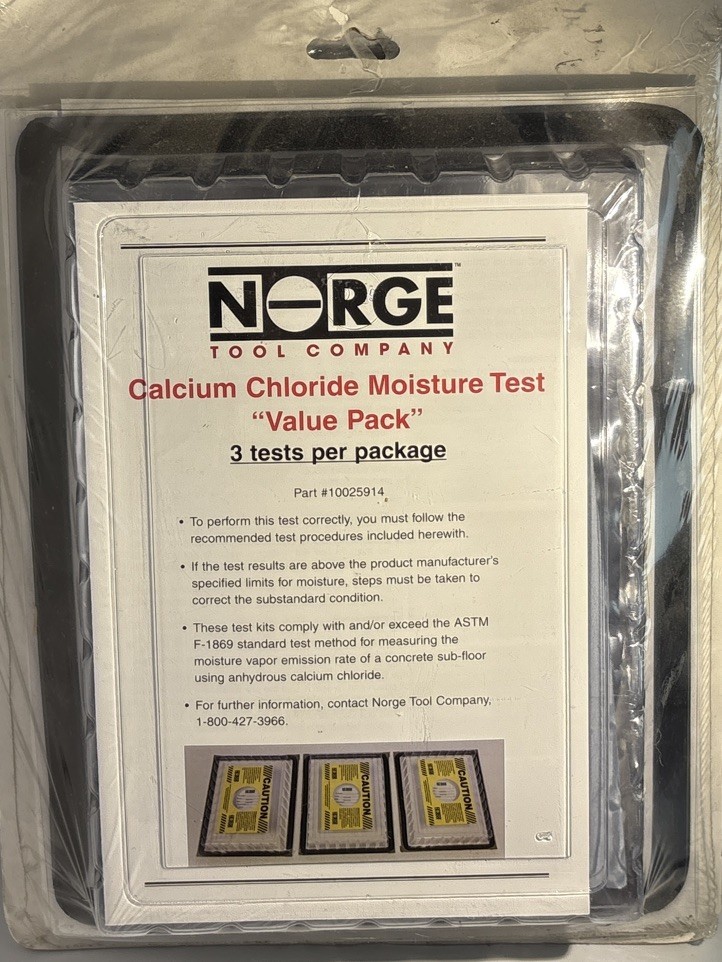 NORGE™
TOOL COMPANY
Calcium Chloride Moisture Test
“Value Pack”
3 tests per package
Part #10025914
• To perform this test correctly, you must follow the
recommended test procedures included herewith.
• If the test results are above the product manufacturer's
specified limits for moisture, steps must be taken to
correct the substandard condition.
• These test kits comply with and/or exceed the ASTM
F-1869 standard test method for measuring the
moisture vapor emission rate of a concrete sub-floor
using anhydrous calcium chloride.
• For further information, contact Norge Tool Company,
1-800-427-3966.
CAUTION
CAUTION
CAUTION